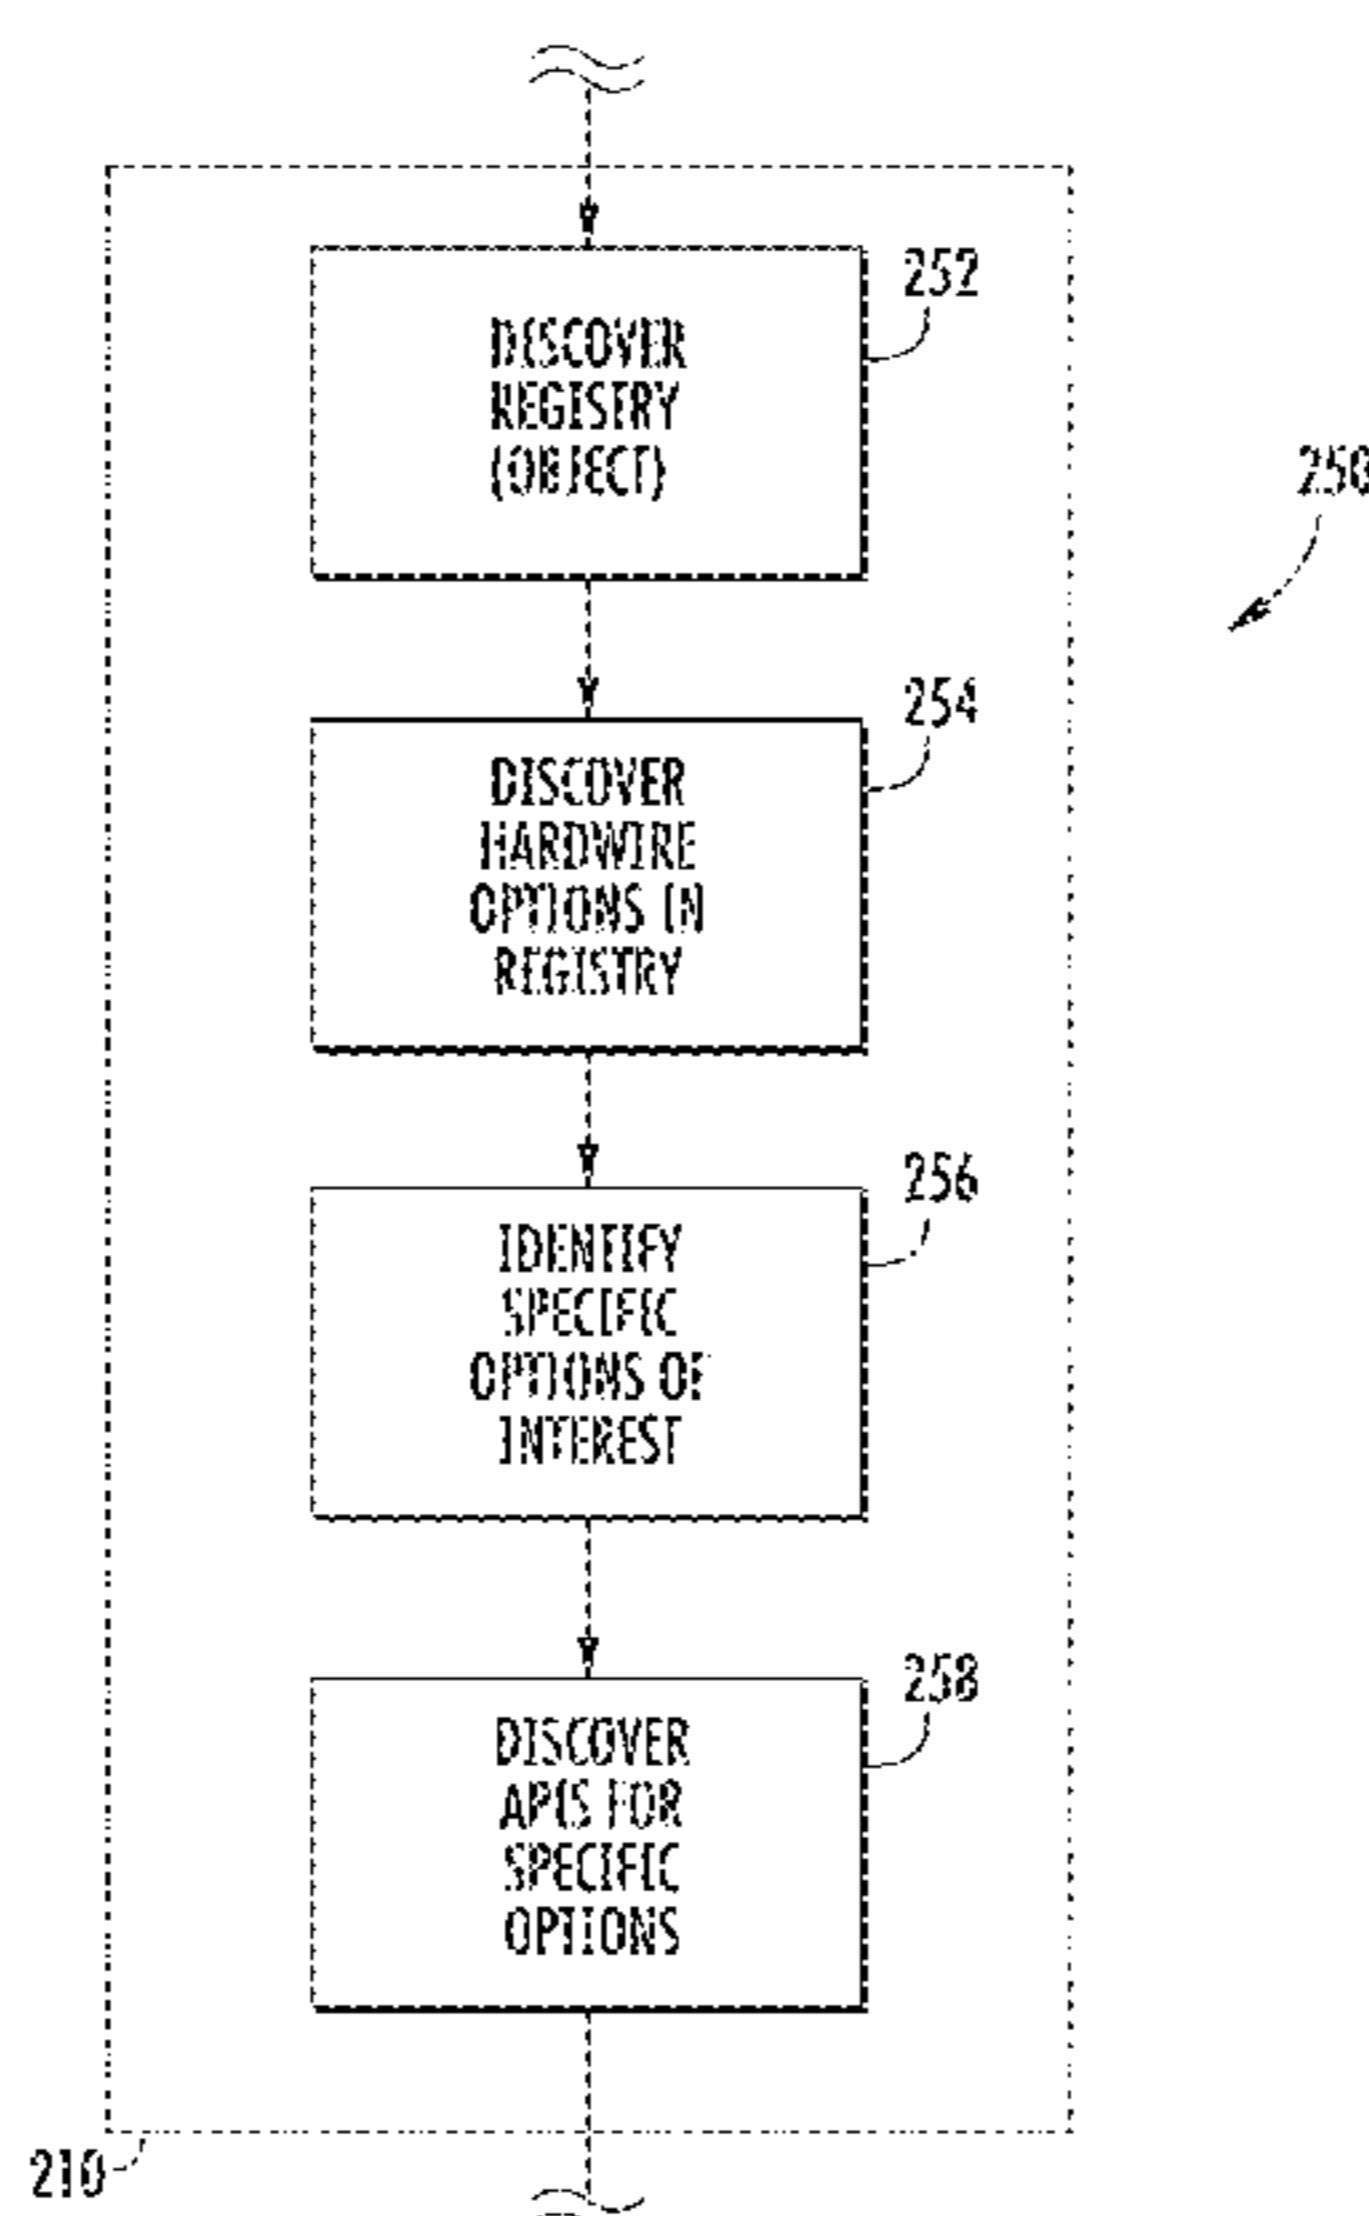 252
DISCOVER
REGISTRY
(OBJECT)
250
254
DISCOVER
HARDWIRE
OPTIONS IN
REGISTRY
256
IDENTIFY
SPECIFIC
OPTIONS OF
INTEREST
258
DISCOVER
APIS FOR
SPECIFIC
OPTIONS
210